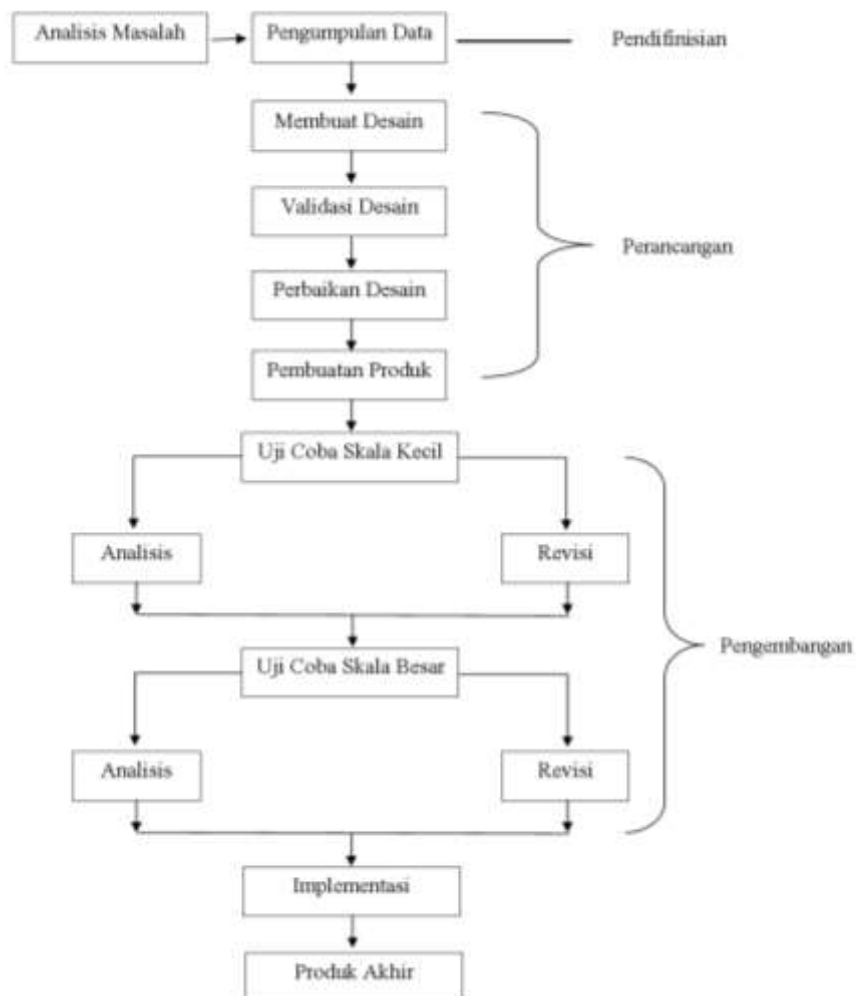 Analisis Masalah
Pengumpulan Data
Pendifinisian
Membuat Desain
Validasi Desain
Perancangan
Perbaikan Desain
Pembuatan Produk
Uji Coba Skala Kecil
Analisis
Revisi
Uji Coba Skala Besar
Pengembangan
Analisis
Revisi
Implementasi
Produk Akhir